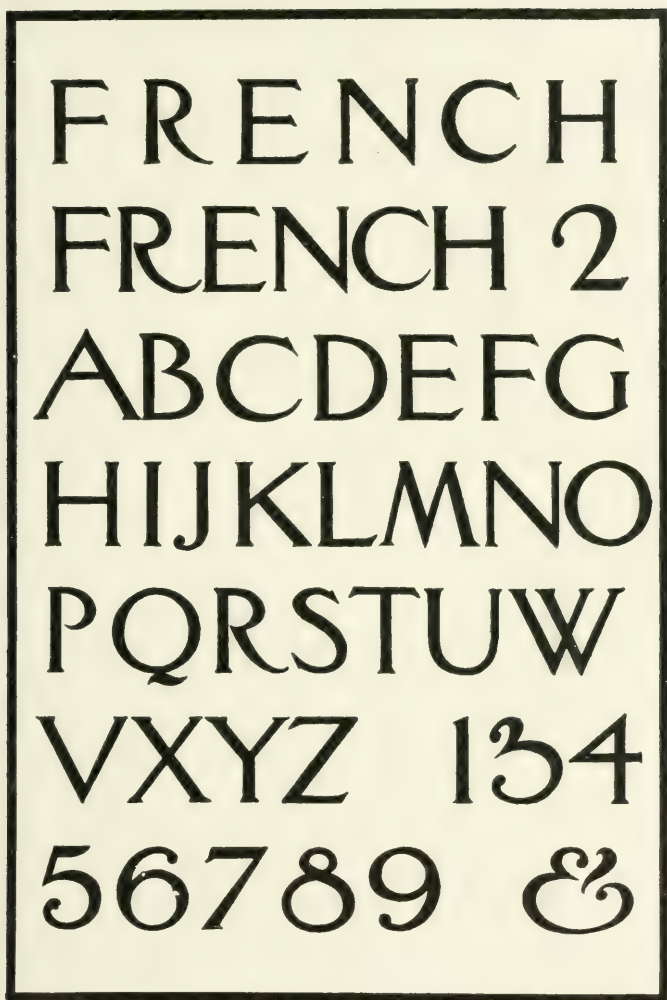 FRENCH
FRENCH 2
ABCDEFG
HIJKLMNO
PQRSTUW
VXYZ 134
56789 &